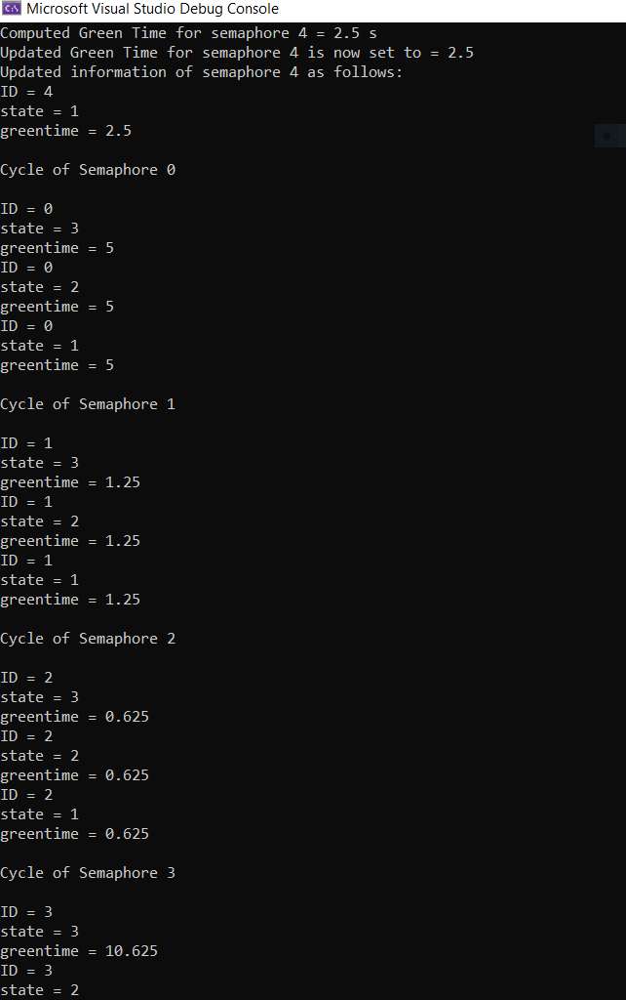 Microsoft Visual Studio Debug Console
Computed Green Time for semaphore 4 = 2.5 s
Updated Green Time for semaphore 4 is now set to = 2.5
Updated information of semaphore 4 as follows:
ID = 4
state = 1
greentime = 2.5
Cycle of Semaphore 0
ID = 0
state = 3
greentime = 5
ID = 0
state = 2
greentime = 5
ID = 0
state = 1
greentime = 5
Cycle of Semaphore 1
ID = 1
state = 3
greentime = 1.25
ID = 1
state = 2
greentime = 1.25
ID = 1
state = 1
greentime = 1.25
Cycle of Semaphore 2
ID = 2
state = 3
greentime = 0.625
ID = 2
state = 2
greentime = 0.625
ID = 2
state = 1
greentime = 0.625
Cycle of Semaphore 3
ID = 3
state = 3
greentime = 10.625
ID = 3
state = 2